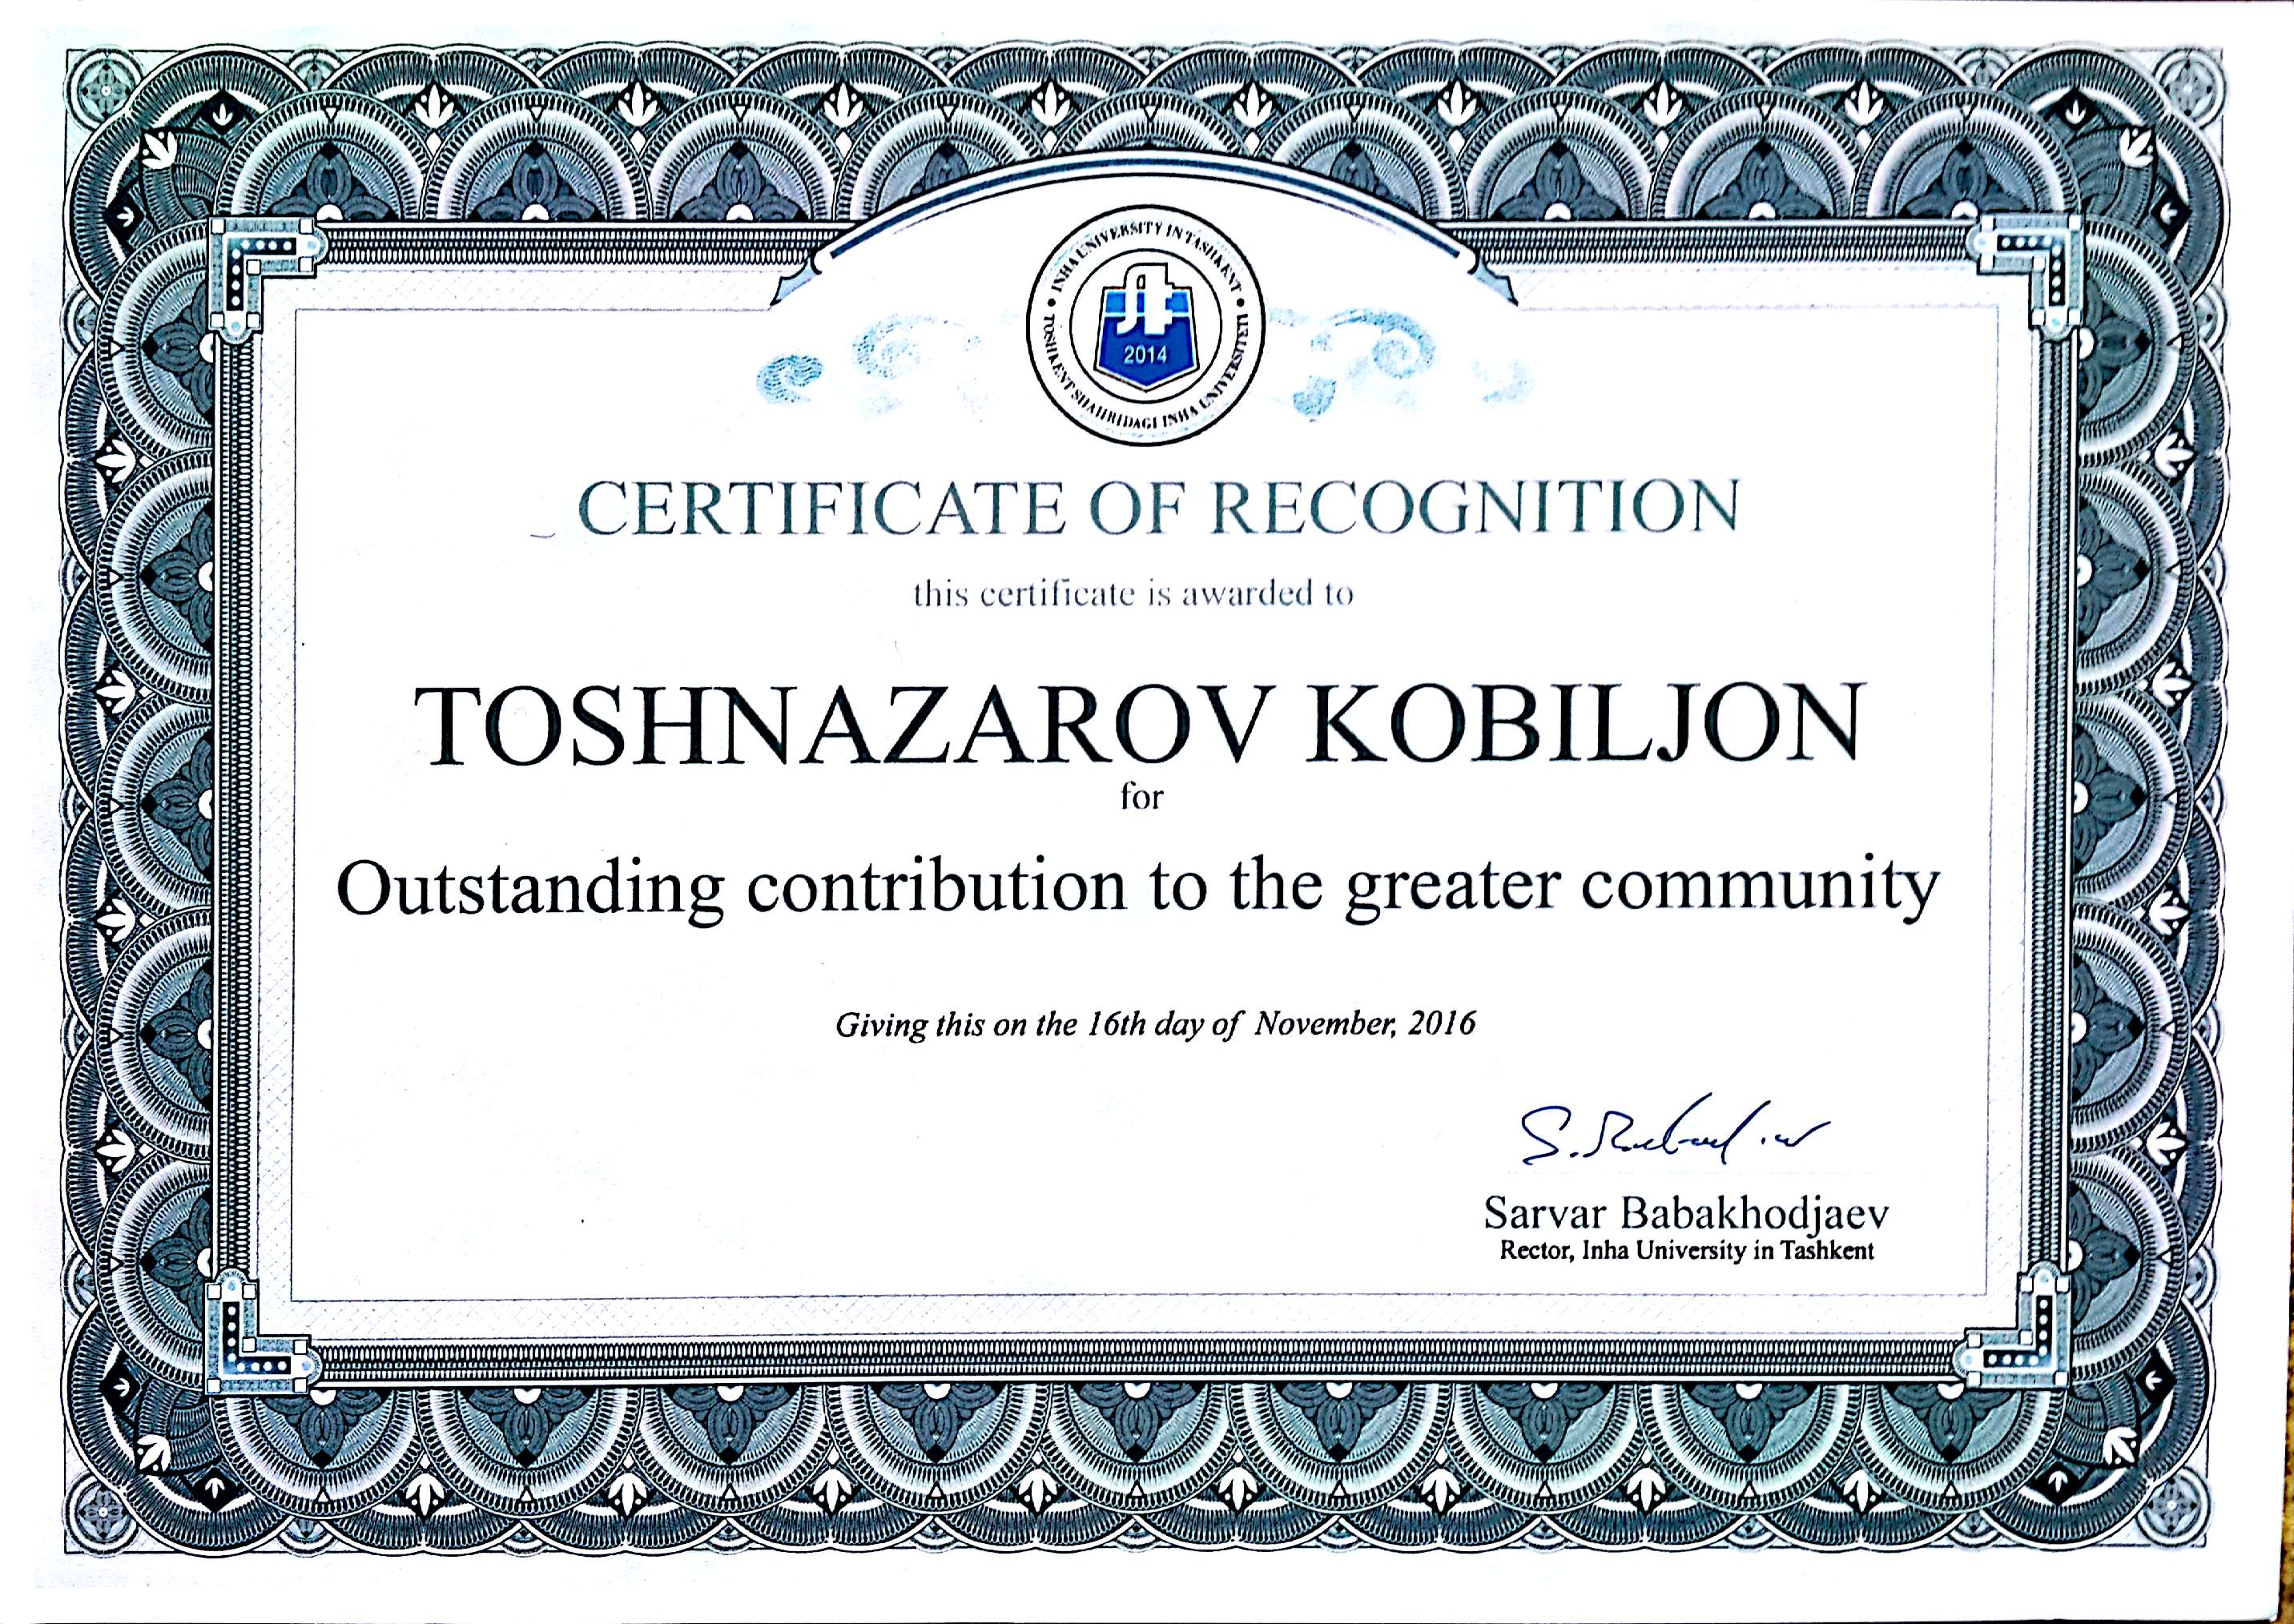 INHA UNIVERSITY IN TASHKENT
TOSHKENT SHAHRIDAGI INHA UNIVERSITETI
2014
CERTIFICATE OF RECOGNITION
this certificate is awarded to
TOSHNAZAROV KOBILJON
for
Outstanding contribution to the greater community
Giving this on the 16th day of November, 2016
Sarvar Babakhodjaev
Rector, Inha University in Tashkent